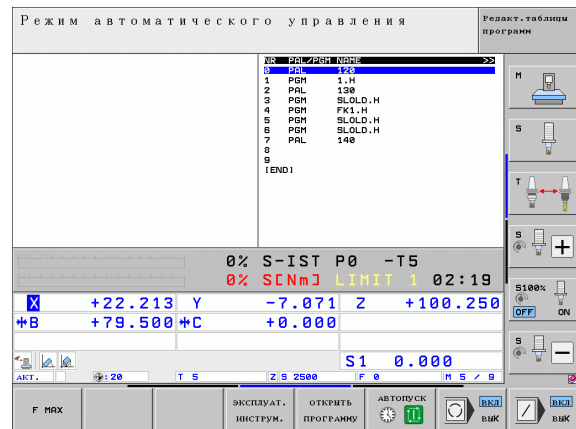 Режим автоматического управления
Редакт.таблицы
программ
NR PAL/PGM NAME >>
0 PAL 120
1 PGM 1.H
2 PAL 130
3 PGM SLOLD.H
4 PGM FK1.H
5 PGM SLOLD.H
6 PGM SLOLD.H
7 PAL 140
8
9
[END]
M
S
T
S
S100%
OFF ON
S
0% S-IST P0 -T5
0% S[Nm] LIMIT 1 02:19
X +22.213 Y -7.071 Z +100.250
B +79.500 C +0.000
S1 0.000
АКТ. : 20 T 5 Z S 2500 F 0 M 5 / 9
F MAX
ЭКСПЛУАТ.
ИНСТРУМ.
ОТКРЫТЬ
ПРОГРАММУ
АВТОПУСК
ВКЛ
ВЫК
ВКЛ
ВЫК